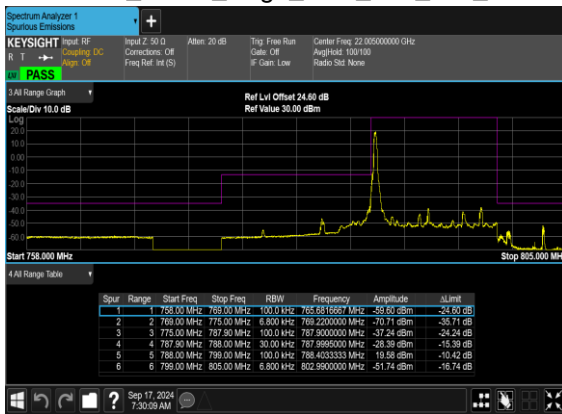 Spectrum Analyzer 1
Spurious Emissions
+
KEYSIGHT
R T
LXI
PASS
Input: RF
Coupling: DC
Align: Off
Input Z: 50 Ω
Corrections: Off
Freq Ref: Int (S)
Atten: 20 dB
Trig: Free Run
Gate: Off
IF Gain: Low
Center Freq: 22.005000000 GHz
Avg|Hold: 100/100
Radio Std: None
3 All Range Graph
Scale/Div 10.0 dB
Ref Lvl Offset 24.60 dB
Ref Value 30.00 dBm
Log
20.0
10.0
0.00
-10.0
-20.0
-30.0
-40.0
-50.0
-60.0
Start 758.000 MHz
Stop 805.000 MH
4 All Range Table
Spur Range Start Freq Stop Freq RBW Frequency Amplitude ΔLimit
1 1 758.00 MHz 769.00 MHz 100.0 kHz 765.6816667 MHz -59.60 dBm -24.60 dB
2 2 769.00 MHz 775.00 MHz 6.800 kHz 769.2200000 MHz -70.71 dBm -35.71 dB
3 3 775.00 MHz 787.90 MHz 100.0 kHz 787.9000000 MHz -37.24 dBm -24.24 dB
4 4 787.90 MHz 788.00 MHz 30.00 kHz 787.9995000 MHz -28.39 dBm -15.39 dB
5 5 788.00 MHz 799.00 MHz 100.0 kHz 788.4033333 MHz 19.58 dBm -10.42 dB
6 6 799.00 MHz 805.00 MHz 6.800 kHz 802.9900000 MHz -51.74 dBm -16.74 dB
?
Sep 17, 2024
7:30:09 AM